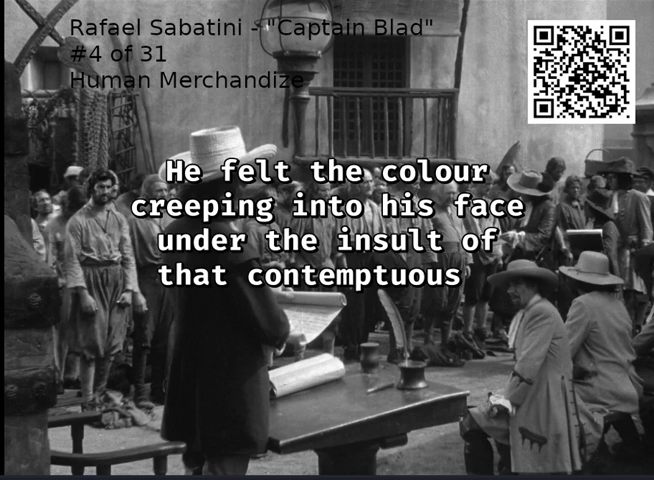 Rafael Sabatini - "Captain Blad"
#4 of 31
Human Merchandize
He felt the colour
creeping into his face
under the insult of
that contemptuous